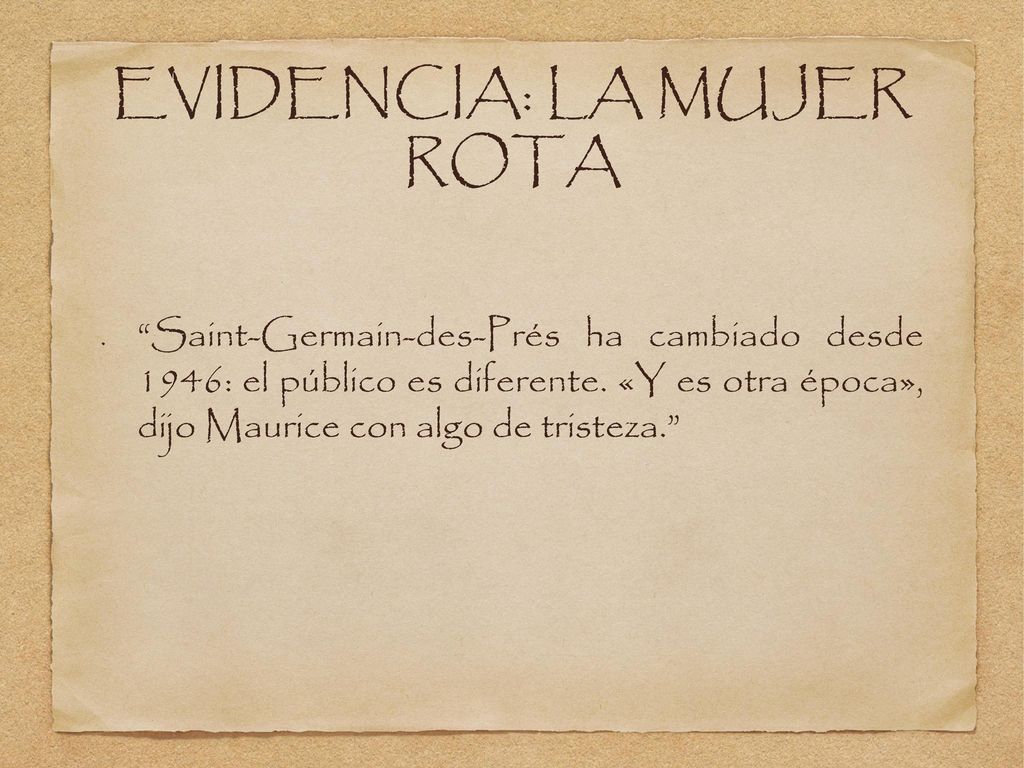 EVIDENCIA: LA MUJER
ROTA
• “Saint-Germain-des-Prés ha cambiado desde
1946: el público es diferente. «Y es otra época»,
dijo Maurice con algo de tristeza.”